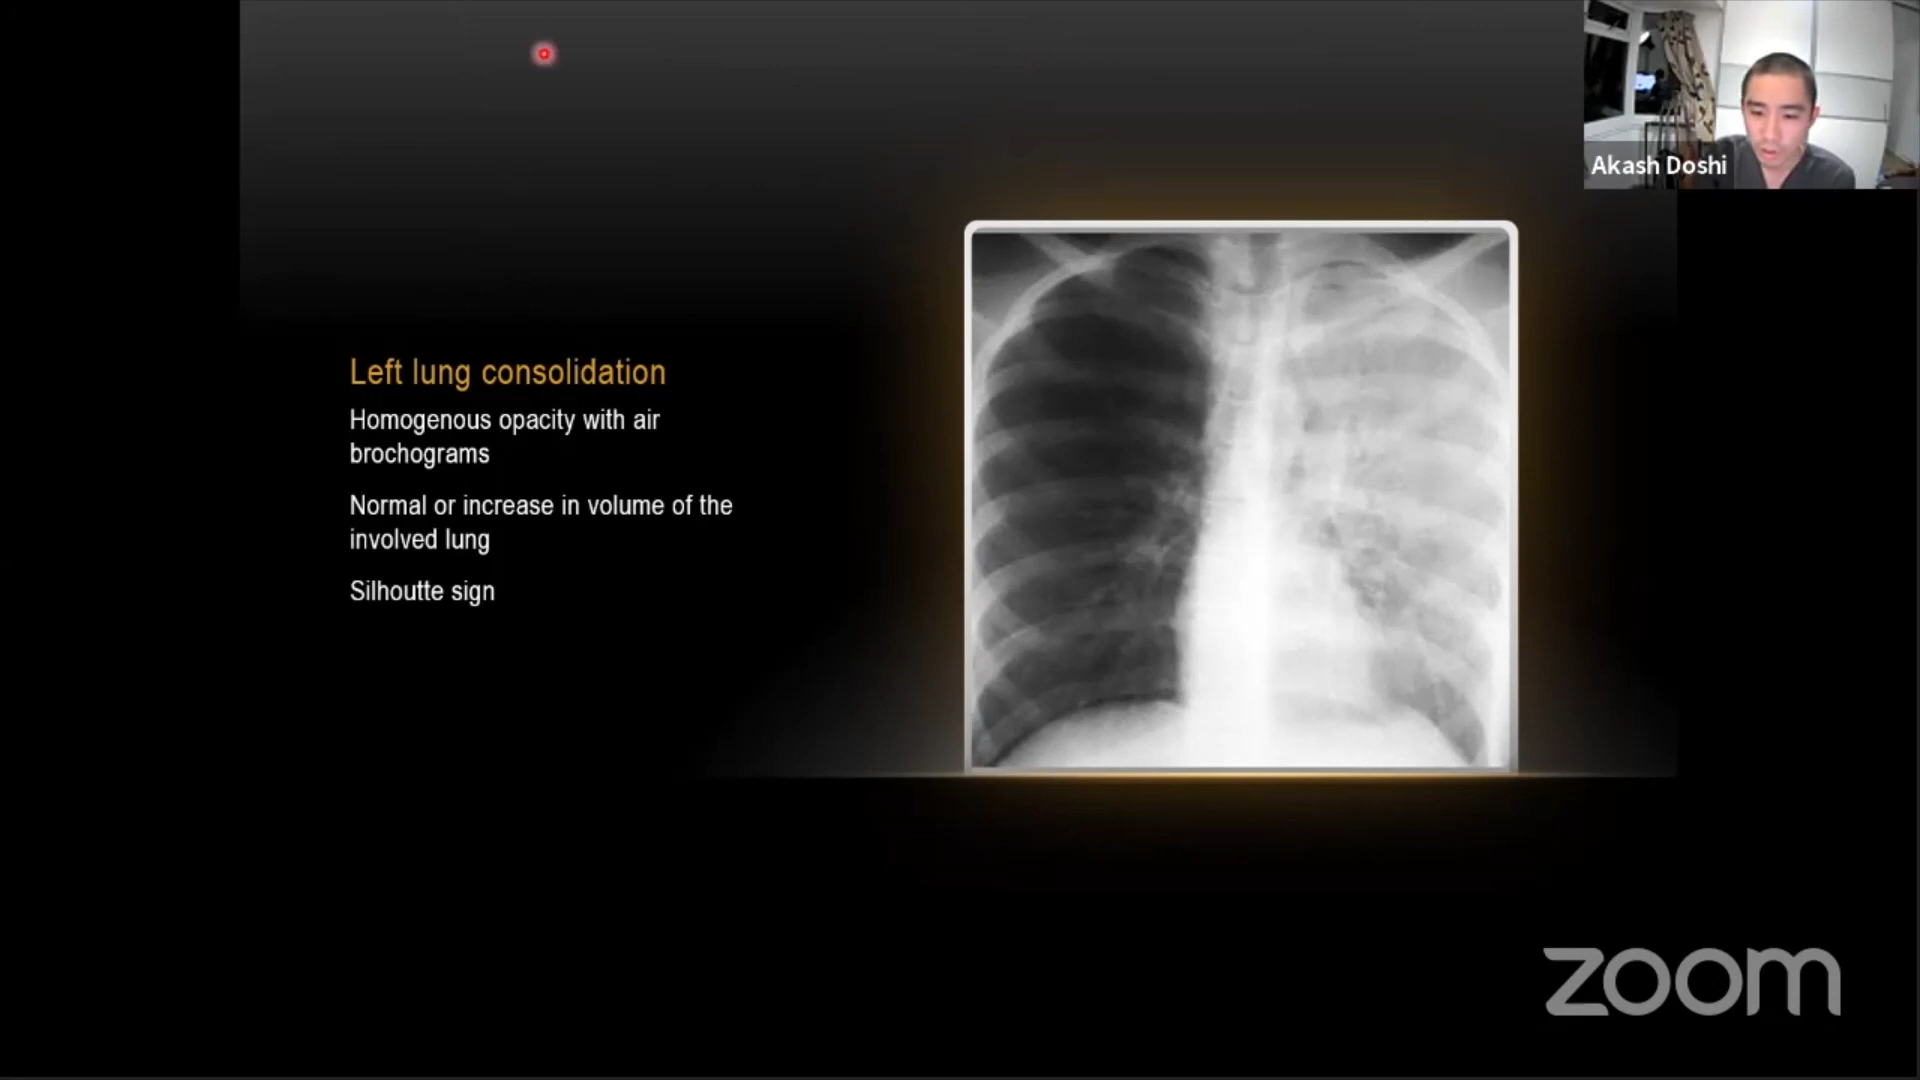 Akash Doshi
Left lung consolidation
Homogenous opacity with air
brochograms
Normal or increase in volume of the
involved lung
Silhoutte sign
zoom